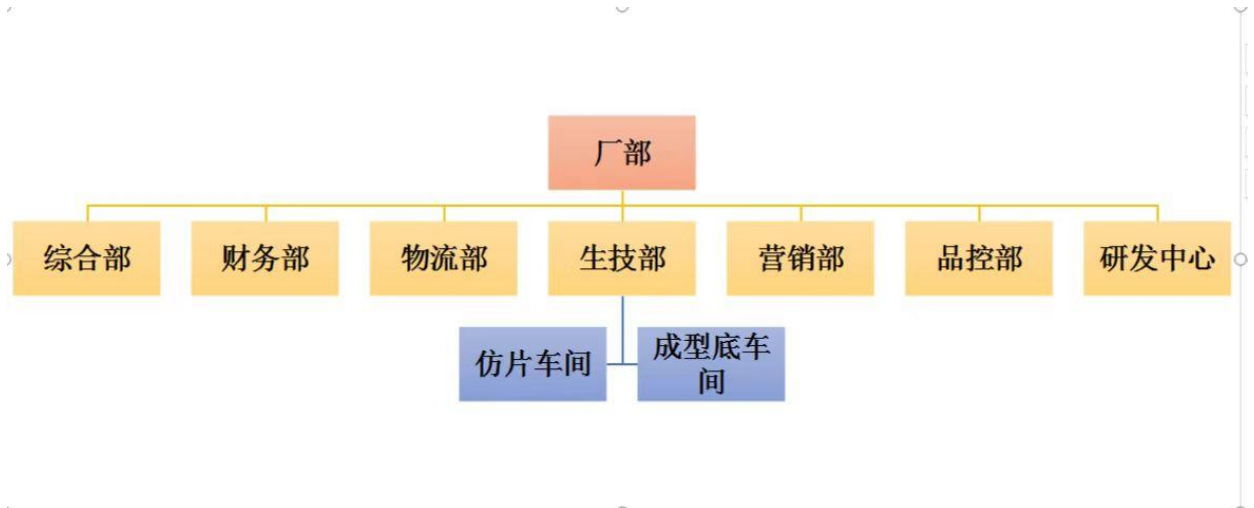 厂部
综合部
财务部
物流部
生技部
营销部
品控部
研发中心
仿片车间
成型底车
间